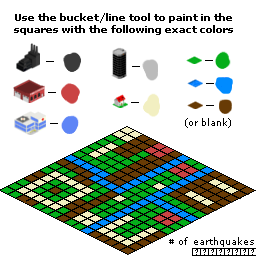 Use the bucket/line tool to paint in the
squares with the following exact colors
(or blank)
# of earthquakes